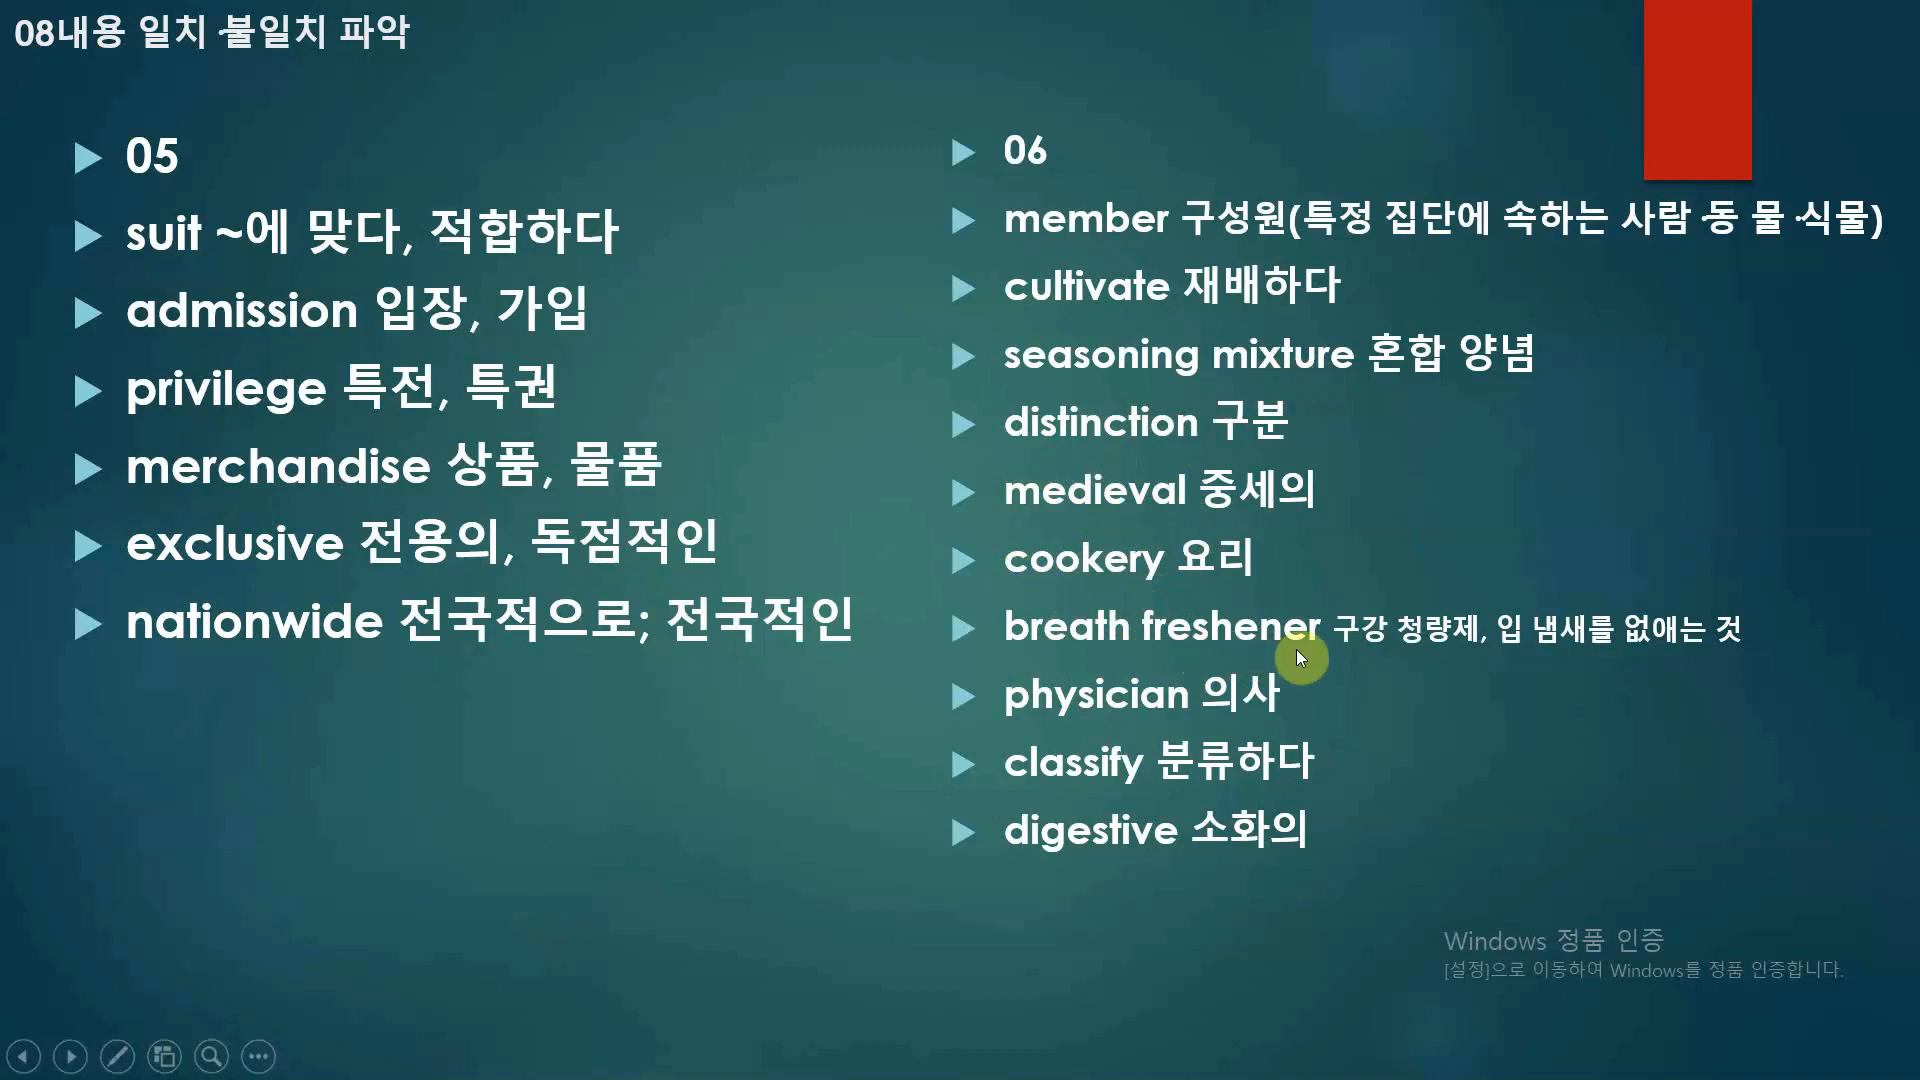 08내용 일치·불일치 파악
05
suit ~에 맞다, 적합하다
admission 입장, 가입
privilege 특전, 특권
merchandise 상품, 물품
exclusive 전용의, 독점적인
nationwide 전국적으로; 전국적인
06
member 구성원(특정 집단에 속하는 사람·동 물·식물)
cultivate 재배하다
seasoning mixture 혼합 양념
distinction 구분
medieval 중세의
cookery 요리
breath freshener 구강 청량제, 입 냄새를 없애는 것
physician 의사
classify 분류하다
digestive 소화의
Windows 정품 인증
[설정]으로 이동하여 Windows를 정품 인증합니다.